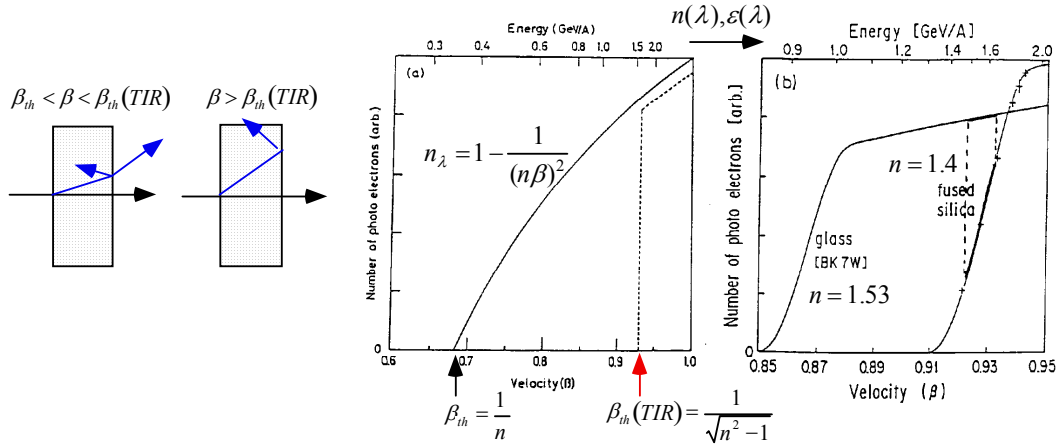 β_th < β < β_th(TIR)
β > β_th(TIR)
n(λ), ε(λ)
Energy (GeV/A)
0.3 0.4 0.6 0.8 1.0 1.5 2.0
(a)
n_λ = 1 − 1/(nβ)²
Number of photo electrons (arb)
0
0.6 0.7 0.8 0.9 1.0
Velocity (β)
β_th = 1/n
β_th(TIR) = 1/√(n² − 1)
Energy [GeV/A]
0.9 1.0 1.2 1.4 1.6 2.0
(b)
Number of photo electrons [arb.]
n = 1.4
fused
silica
glass
[BK7W]
n = 1.53
0
0.85 0.87 0.89 0.91 0.93 0.95
Velocity (β)